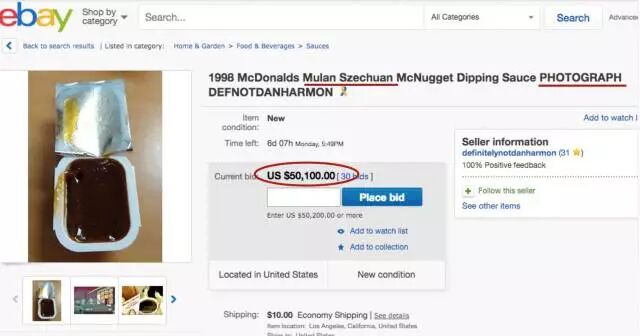 ebay
Shop by category
Search...
All Categories
Search
Advanced
Back to search results | Listed in category: Home & Garden > Food & Beverages > Sauces
1998 McDonalds Mulan Szechuan McNugget Dipping Sauce PHOTOGRAPH
DEFNOTDANHARMON
Item condition: New
Time left: 6d 07h Monday, 5:49PM
Current bid: US $50,100.00 [ 30 bids ]
Place bid
Enter US $50,200.00 or more
Add to watch list
Add to collection
Located in United States
New condition
Shipping: $10.00 Economy Shipping | See details
Item location: Los Angeles, California, United States
Ships to: United States
Add to watch l
Seller information
definitelynotdanharmon (31 )
100% Positive feedback
Follow this seller
See other items